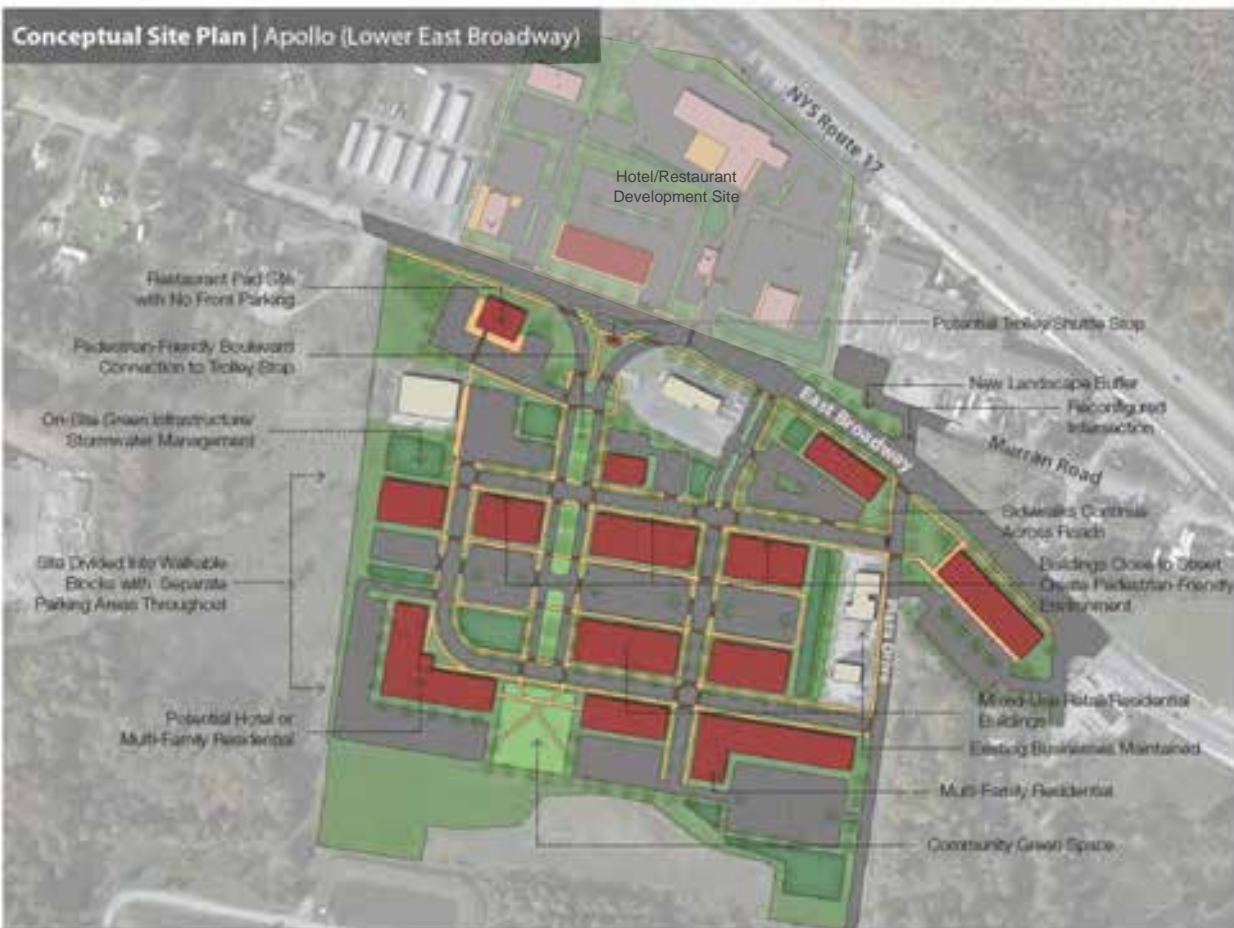 Conceptual Site Plan | Apollo (Lower East Broadway)
NYS Route 17
Hotel/Restaurant
Development Site
Restaurant Pad Site
with No Front Parking
Potential Trolley/Shuttle Stop
Pedestrian-Friendly Boulevard
Connection to Trolley Stop
New Landscape Buffer
Reconfigured
Intersection
East Broadway
On-Site Green Infrastructure/
Stormwater Management
Murran Road
Sidewalks Continue
Across Roads
Site Divided Into Walkable
Blocks with Separate
Parking Areas Throughout
Buildings Close to Street
Create Pedestrian-Friendly
Environment
Drive
Potential Hotel or
Multi-Family Residential
Mixed-Use Retail/Residential
Buildings
Existing Businesses Maintained
Multi-Family Residential
Community Green Space